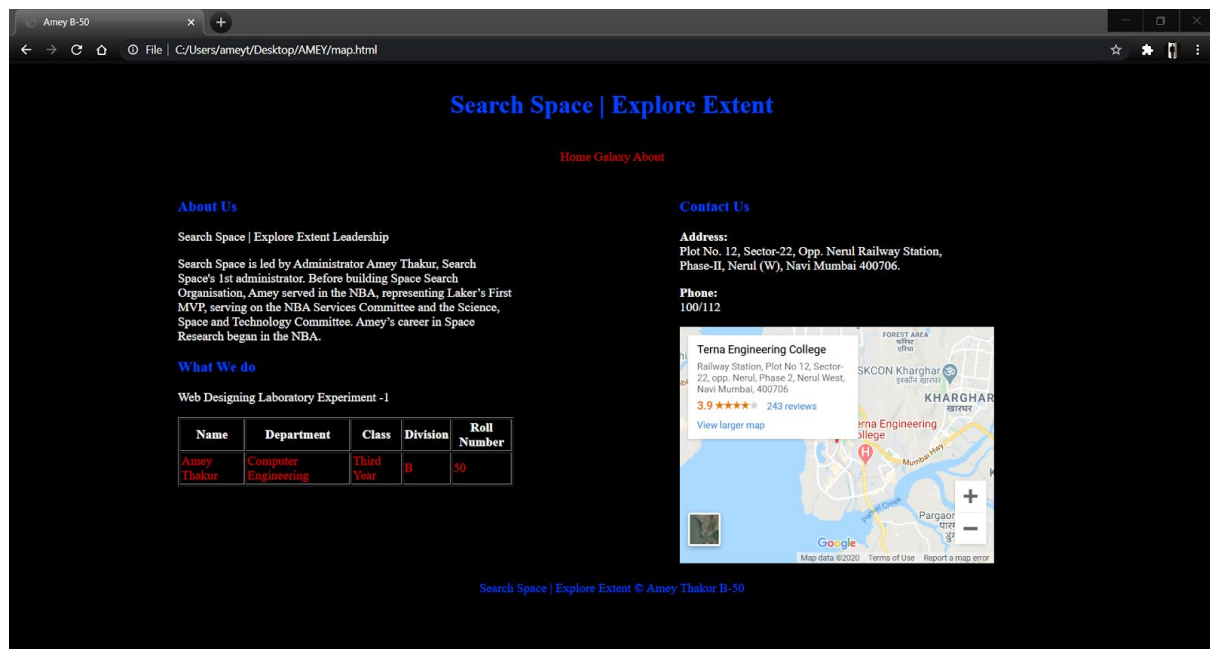 Amey B-50
File | C:/Users/ameyt/Desktop/AMEY/map.html
Search Space | Explore Extent
Home Galaxy About
About Us
Search Space | Explore Extent Leadership
Search Space is led by Administrator Amey Thakur, Search
Space's 1st administrator. Before building Space Search
Organisation, Amey served in the NBA, representing Laker’s First
MVP, serving on the NBA Services Committee and the Science,
Space and Technology Committee. Amey’s career in Space
Research began in the NBA.
What We do
Web Designing Laboratory Experiment -1
Name Department Class Division Roll
Number
Amey
Thakur
Computer
Engineering
Third
Year
B
50
Contact Us
Address:
Plot No. 12, Sector-22, Opp. Nerul Railway Station,
Phase-II, Nerul (W), Navi Mumbai 400706.
Phone:
100/112
Terna Engineering College
Railway Station, Plot No 12, Sector-
22, opp. Nerul, Phase 2, Nerul West,
Navi Mumbai, 400706
3.9 ★★★★★ 243 reviews
View larger map
FOREST AREA
SKCON Kharghar
इस्कॉन खारघर
KHARGHAR
खारघर
erna Engineering
ollege
Mumbai Hwy
Panvel Creek
Pargaon
Google
Map data ©2020 Terms of Use Report a map error
Search Space | Explore Extent © Amey Thakur B-50